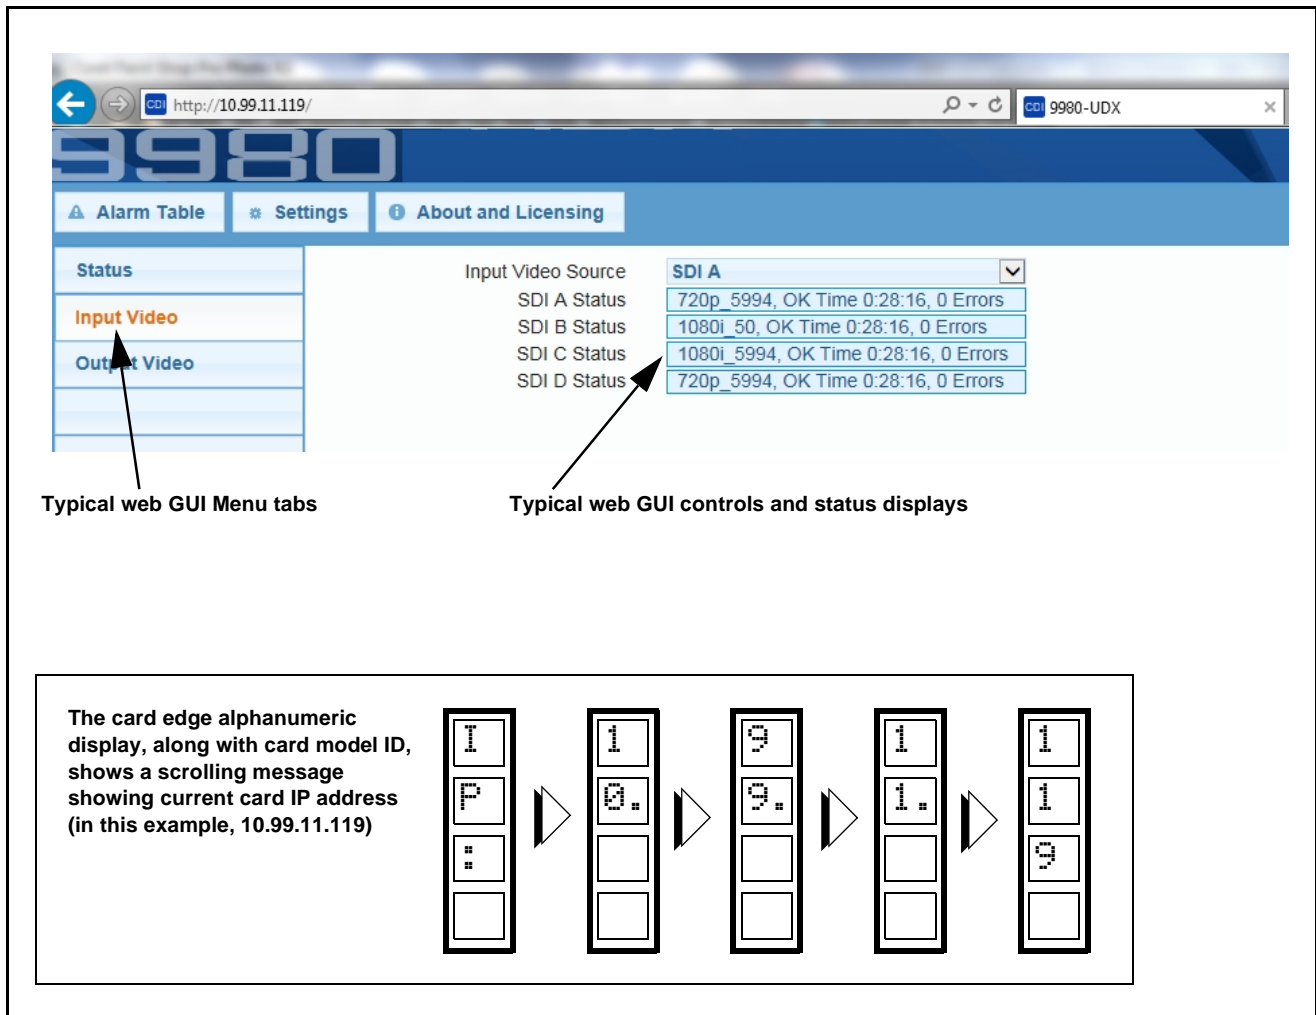 CDI http://10.99.11.119/
CDI 9980-UDX
9980
Alarm Table
Settings
About and Licensing
Status
Input Video
Output Video
Input Video Source SDI A
SDI A Status 720p_5994, OK Time 0:28:16, 0 Errors
SDI B Status 1080i_50, OK Time 0:28:16, 0 Errors
SDI C Status 1080i_5994, OK Time 0:28:16, 0 Errors
SDI D Status 720p_5994, OK Time 0:28:16, 0 Errors
Typical web GUI Menu tabs
Typical web GUI controls and status displays
The card edge alphanumeric
display, along with card model ID,
shows a scrolling message
showing current card IP address
(in this example, 10.99.11.119)
I
P
:
1
0.
9
9.
1
1.
1
1
9